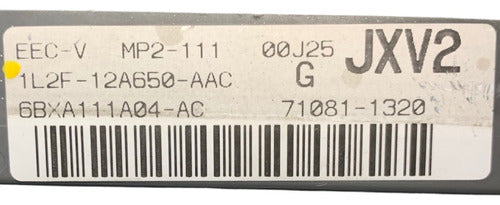 EEC-V MP2-111 00J25 JXV2
1L2F-12A650-AAC G
6BXA111A04-AC 71081-1320